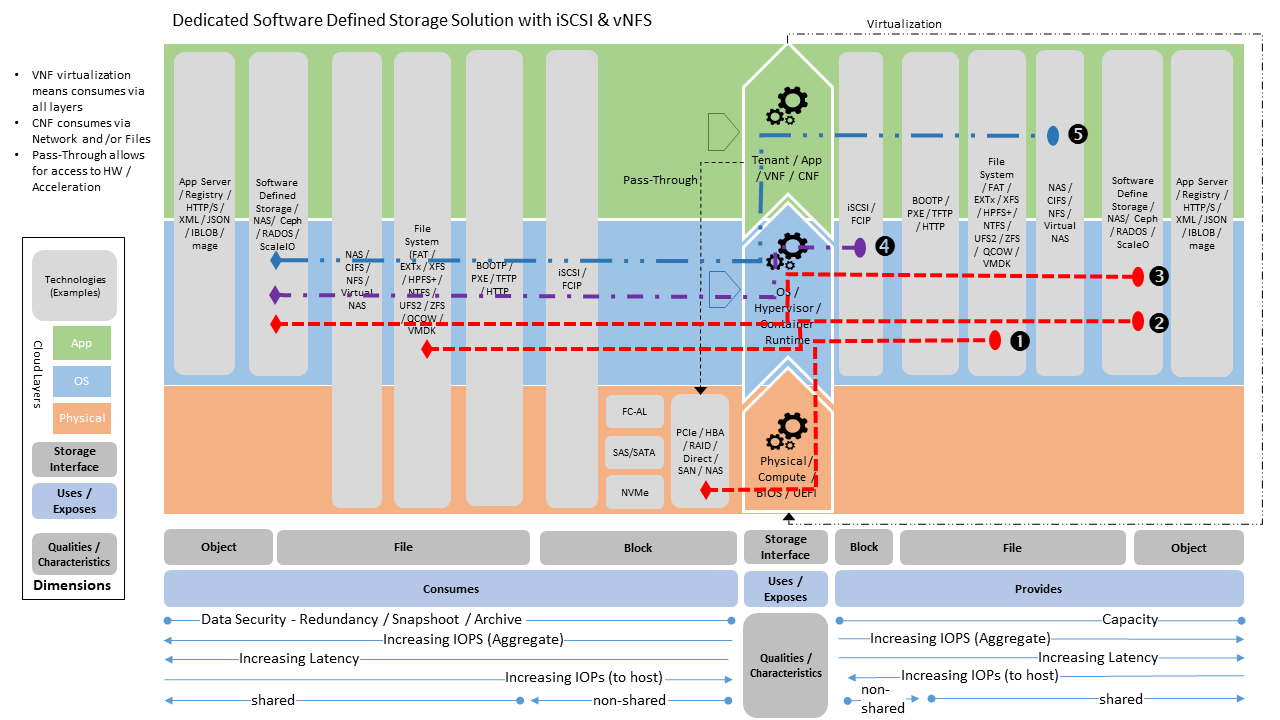 Dedicated Software Defined Storage Solution with iSCSI & vNFS
Virtualization
• VNF virtualization
means consumes via
all layers
• CNF consumes via
Network and /or Files
• Pass-Through allows
for access to HW /
Acceleration
Technologies
(Examples)
Cloud Layers
App
OS
Physical
Storage
Interface
Uses /
Exposes
Qualities /
Characteristics
Dimensions
App Server
/ Registry /
HTTP/S /
XML / JSON
/ IBLOB /
mage
Software
Defined
Storage /
NAS/ Ceph
/ RADOS /
ScaleIO
NAS /
CIFS /
NFS /
Virtual
NAS
File
System
(FAT /
EXTx / XFS
/ HPFS+ /
NTFS /
UFS2 / ZFS
/ QCOW /
VMDK
BOOTP /
PXE / TFTP
/ HTTP
iSCSI /
FCIP
FC-AL
SAS/SATA
NVMe
PCIe / HBA
/ RAID /
Direct /
SAN / NAS
Pass-Through
Tenant / App
/ VNF / CNF
OS /
Hypervisor /
Container
Runtime
Physical /
Compute /
BIOS / UEFI
iSCSI /
FCIP
BOOTP /
PXE / TFTP
/ HTTP
File
System
/ FAT /
EXTx / XFS
/ HPFS+ /
NTFS /
UFS2 / ZFS
/ QCOW /
VMDK
NAS /
CIFS /
NFS /
Virtual
NAS
Software
Define
Storage /
NAS/ Ceph
/ RADOS /
ScaleIO
App Server
/ Registry /
HTTP/S /
XML / JSON
/ IBLOB /
mage
5
4
3
2
1
Object
File
Block
Storage
Interface
Block
File
Object
Consumes
Uses /
Exposes
Provides
Data Security - Redundancy / Snapshoot / Archive
Increasing IOPS (Aggregate)
Increasing Latency
Increasing IOPs (to host)
shared
non-shared
Qualities /
Characteristics
Capacity
Increasing IOPS (Aggregate)
Increasing Latency
Increasing IOPs (to host)
non-
shared
shared